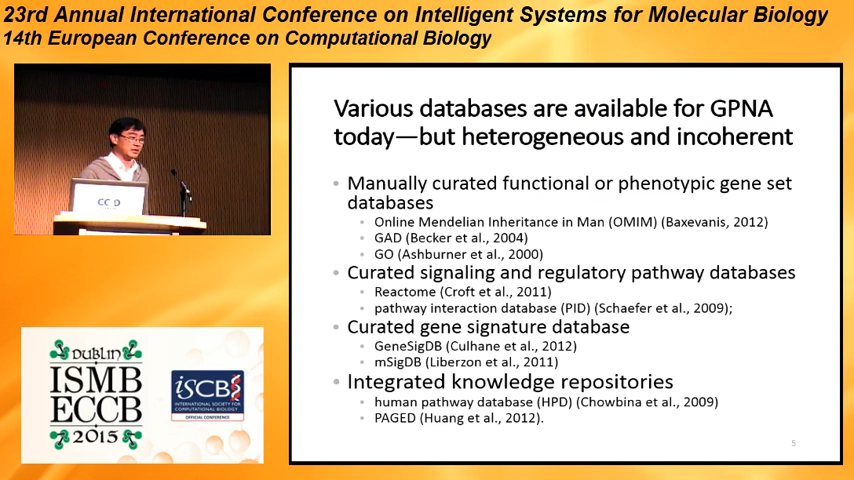 23rd Annual International Conference on Intelligent Systems for Molecular Biology
14th European Conference on Computational Biology
Various databases are available for GPNA
today—but heterogeneous and incoherent
• Manually curated functional or phenotypic gene set
databases
• Online Mendelian Inheritance in Man (OMIM) (Baxevanis, 2012)
• GAD (Becker et al., 2004)
• GO (Ashburner et al., 2000)
• Curated signaling and regulatory pathway databases
• Reactome (Croft et al., 2011)
• pathway interaction database (PID) (Schaefer et al., 2009);
• Curated gene signature database
• GeneSigDB (Culhane et al., 2012)
• mSigDB (Liberzon et al., 2011)
• Integrated knowledge repositories
• human pathway database (HPD) (Chowbina et al., 2009)
• PAGED (Huang et al., 2012).
5
DUBLIN
ISMB
ECCB
2015
ISCB
INTERNATIONAL SOCIETY FOR
COMPUTATIONAL BIOLOGY
OFFICIAL CONFERENCE